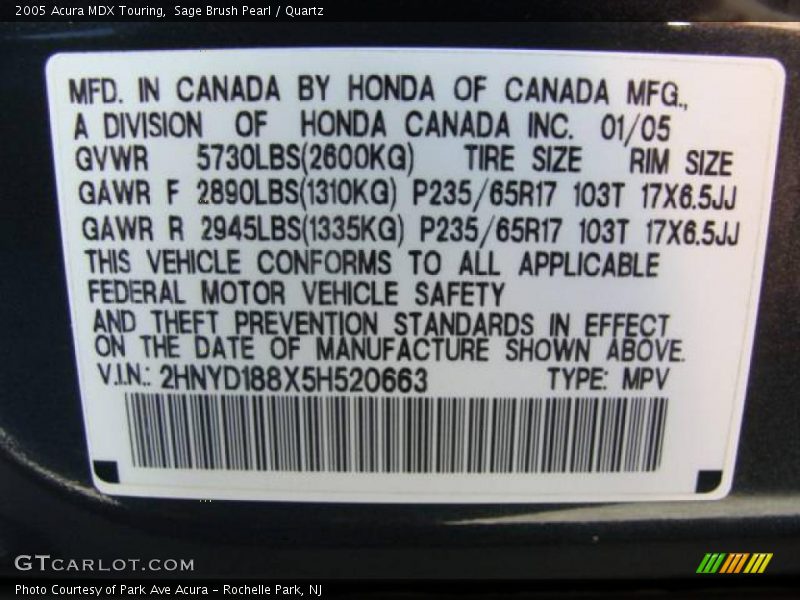 2005 Acura MDX Touring, Sage Brush Pearl / Quartz
MFD. IN CANADA BY HONDA OF CANADA MFG.,
A DIVISION OF HONDA CANADA INC. 01/05
GVWR 5730LBS(2600KG) TIRE SIZE RIM SIZE
GAWR F 2890LBS(1310KG) P235/65R17 103T 17X6.5JJ
GAWR R 2945LBS(1335KG) P235/65R17 103T 17X6.5JJ
THIS VEHICLE CONFORMS TO ALL APPLICABLE
FEDERAL MOTOR VEHICLE SAFETY
AND THEFT PREVENTION STANDARDS IN EFFECT
ON THE DATE OF MANUFACTURE SHOWN ABOVE.
V.I.N.: 2HNYD188X5H520663 TYPE: MPV
GTCARLOT.COM
Photo Courtesy of Park Ave Acura - Rochelle Park, NJ